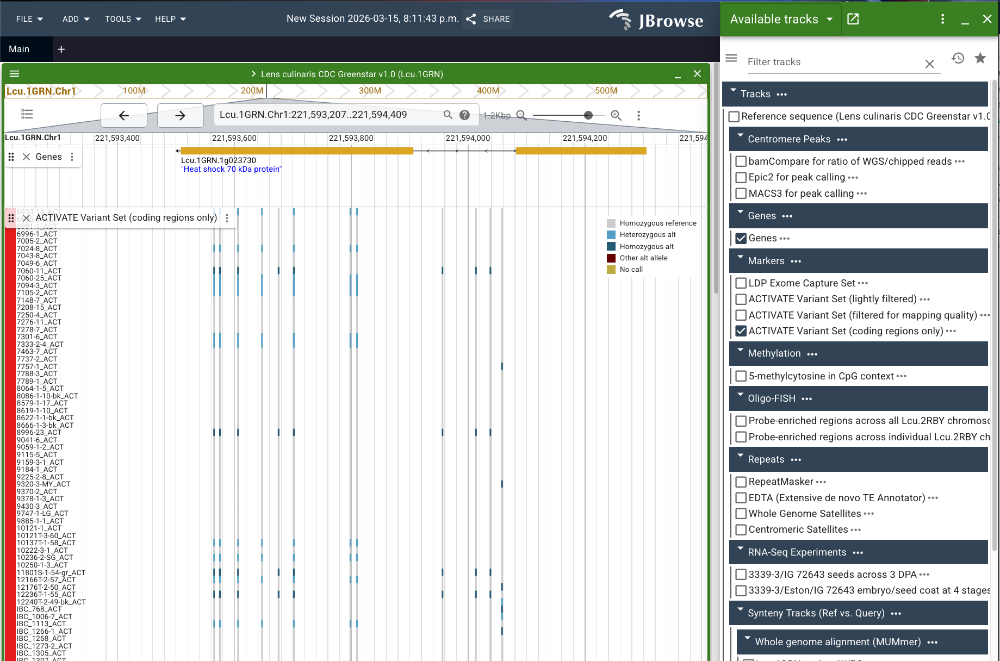 FILE ADD TOOLS HELP New Session 2026-03-15, 8:11:43 p.m. SHARE JBrowse
Main +
Lens culinaris CDC Greenstar v1.0 (Lcu.1GRN)
Lcu.1GRN.Chr1 100M 200M 300M 400M 500M
Lcu.1GRN.Chr1:221,593,207..221,594,409 1.2Kbp
Lcu.1GRN.Chr1 221,593,400 221,593,600 221,593,800 221,594,000 221,594,200 221,594
Genes
Lcu.1GRN.1g023730
"Heat shock 70 kDa protein"
6933-14_ACT
ACTIVATE Variant Set (coding regions only)
6991-1_ACT
6996-1_ACT
7005-2_ACT
7024-8_ACT
7043-8_ACT
7049-6_ACT
7060-11_ACT
7060-25_ACT
7094-3_ACT
7105-2_ACT
7148-7_ACT
7208-15_ACT
7250-4_ACT
7276-11_ACT
7278-7_ACT
7301-6_ACT
7333-2-4_ACT
7463-7_ACT
7737-2_ACT
7757-1_ACT
7788-3_ACT
7789-1_ACT
8064-1-5_ACT
8086-1-10-bk_ACT
8579-1-17_ACT
8619-1-10_ACT
8622-1-1-bk_ACT
8666-1-3-bk_ACT
8996-23_ACT
9041-6_ACT
9059-1-2_ACT
9115-5_ACT
9159-3-1_ACT
9184-1_ACT
9225-2-8_ACT
9320-3-MY_ACT
9370-2_ACT
9378-1-3_ACT
9430-3_ACT
9747-1-LG_ACT
9885-1-1_ACT
10121-1_ACT
10121T-3-60_ACT
10137T-1-58_ACT
10222-3-1_ACT
10236-2-SG_ACT
10250-1-3_ACT
11801S-1-54-gr_ACT
12166T-2-57_ACT
12176T-2-50_ACT
12236T-1-55_ACT
12240T-2-49-bk_ACT
IBC_768_ACT
IBC_1006-7_ACT
IBC_1113_ACT
IBC_1266-1_ACT
IBC_1268_ACT
IBC_1273-2_ACT
IBC_1305_ACT
IBC_1307_ACT
Homozygous reference
Heterozygous alt
Homozygous alt
Other alt allele
No call
Available tracks
Filter tracks
Tracks
Reference sequence (Lens culinaris CDC Greenstar v1.0
Centromere Peaks
bamCompare for ratio of WGS/chipped reads
Epic2 for peak calling
MACS3 for peak calling
Genes
Genes
Markers
LDP Exome Capture Set
ACTIVATE Variant Set (lightly filtered)
ACTIVATE Variant Set (filtered for mapping quality)
ACTIVATE Variant Set (coding regions only)
Methylation
5-methylcytosine in CpG context
Oligo-FISH
Probe-enriched regions across all Lcu.2RBY chromoso
Probe-enriched regions across individual Lcu.2RBY ch
Repeats
RepeatMasker
EDTA (Extensive de novo TE Annotator)
Whole Genome Satellites
Centromeric Satellites
RNA-Seq Experiments
3339-3/IG 72643 seeds across 3 DPA
3339-3/Eston/IG 72643 embryo/seed coat at 4 stages
Synteny Tracks (Ref vs. Query)
Whole genome alignment (MUMmer)